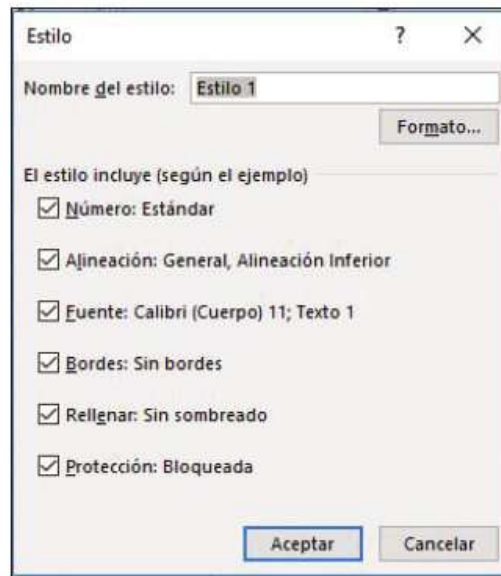 Estilo
Nombre del estilo: Estilo 1
Formato...
El estilo incluye (según el ejemplo)
Número: Estándar
Alineación: General, Alineación Inferior
Fuente: Calibri (Cuerpo) 11; Texto 1
Bordes: Sin bordes
Rellenar: Sin sombreado
Protección: Bloqueada
Aceptar Cancelar